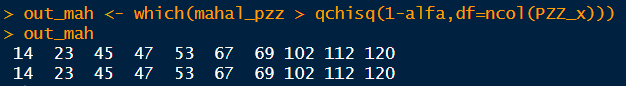 > out_mah <- which(mahal_pzz > qchisq(1-alfa,df=ncol(PZZ_x)))
> out_mah
14 23 45 47 53 67 69 102 112 120
14 23 45 47 53 67 69 102 112 120